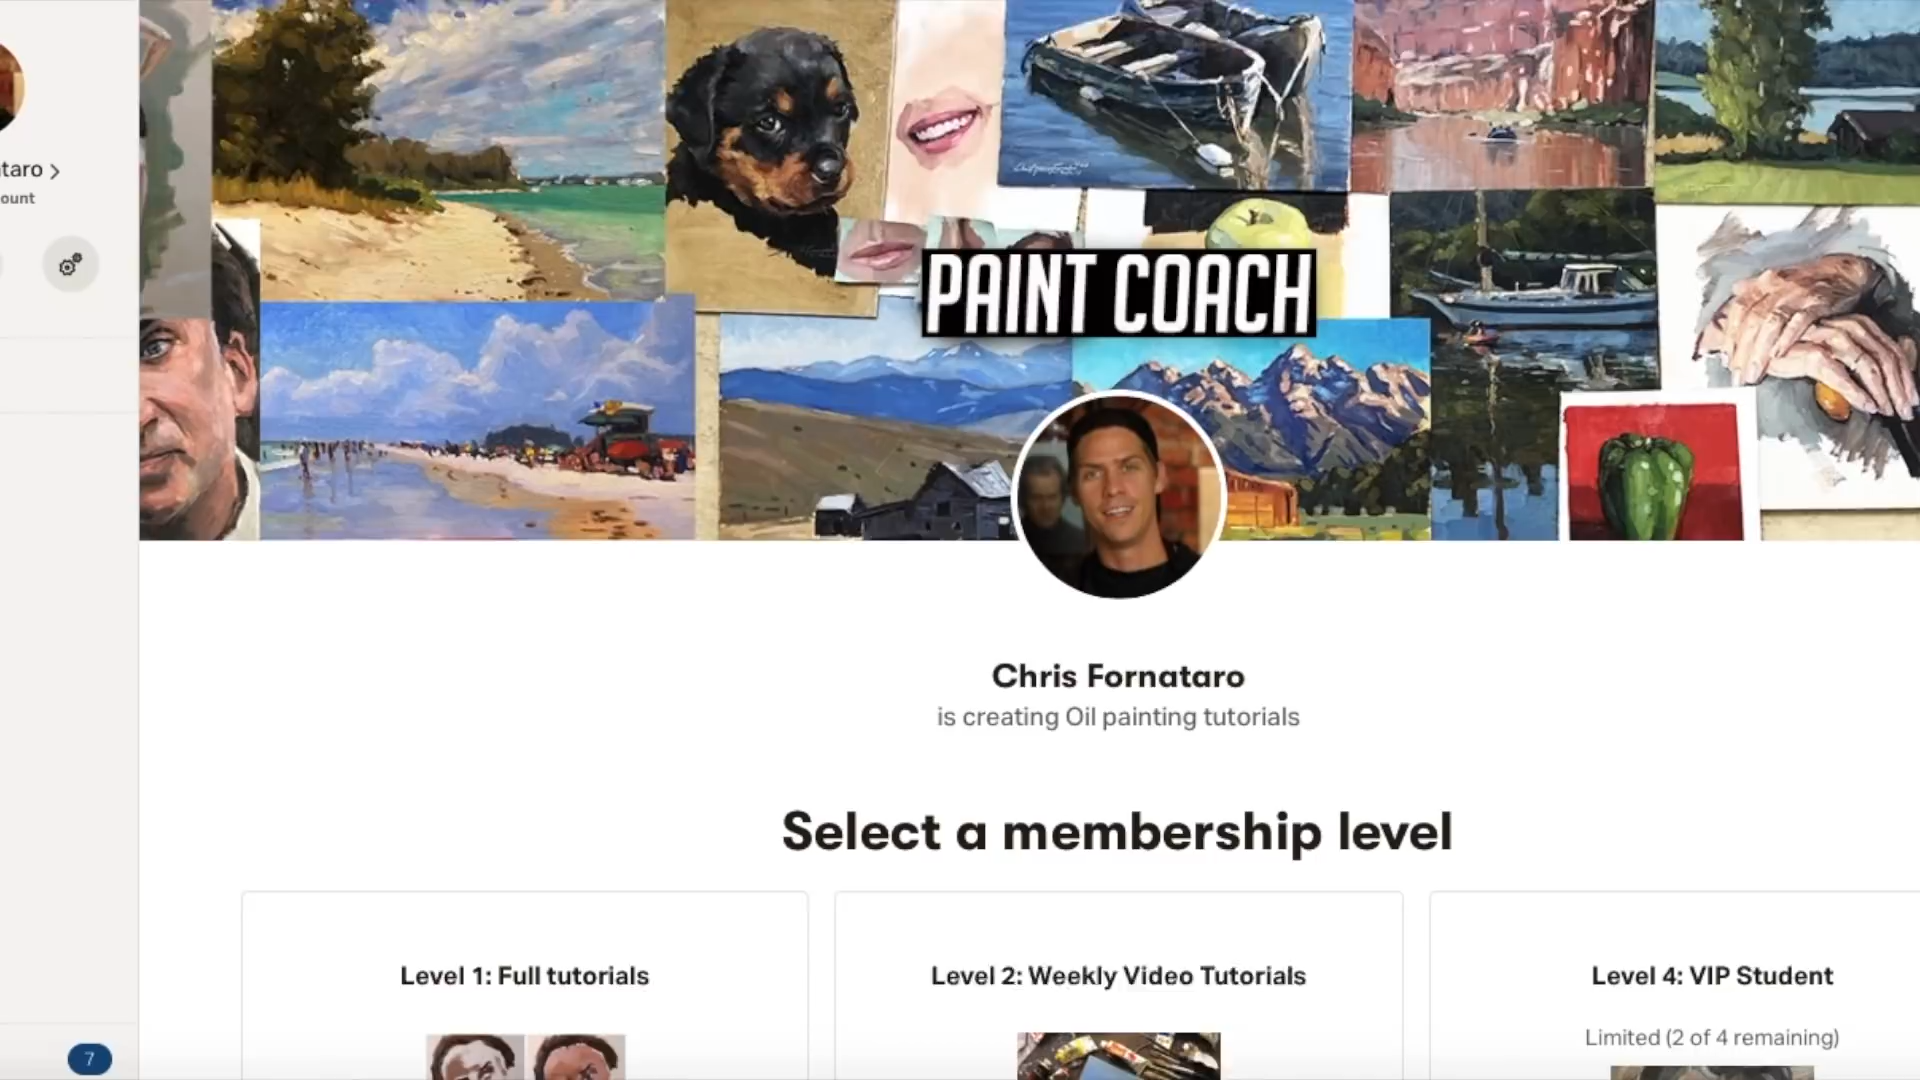 taro >
ount
PAINT COACH
Chris Fornataro
is creating Oil painting tutorials
Select a membership level
Level 1: Full tutorials
Level 2: Weekly Video Tutorials
Level 4: VIP Student
Limited (2 of 4 remaining)
7